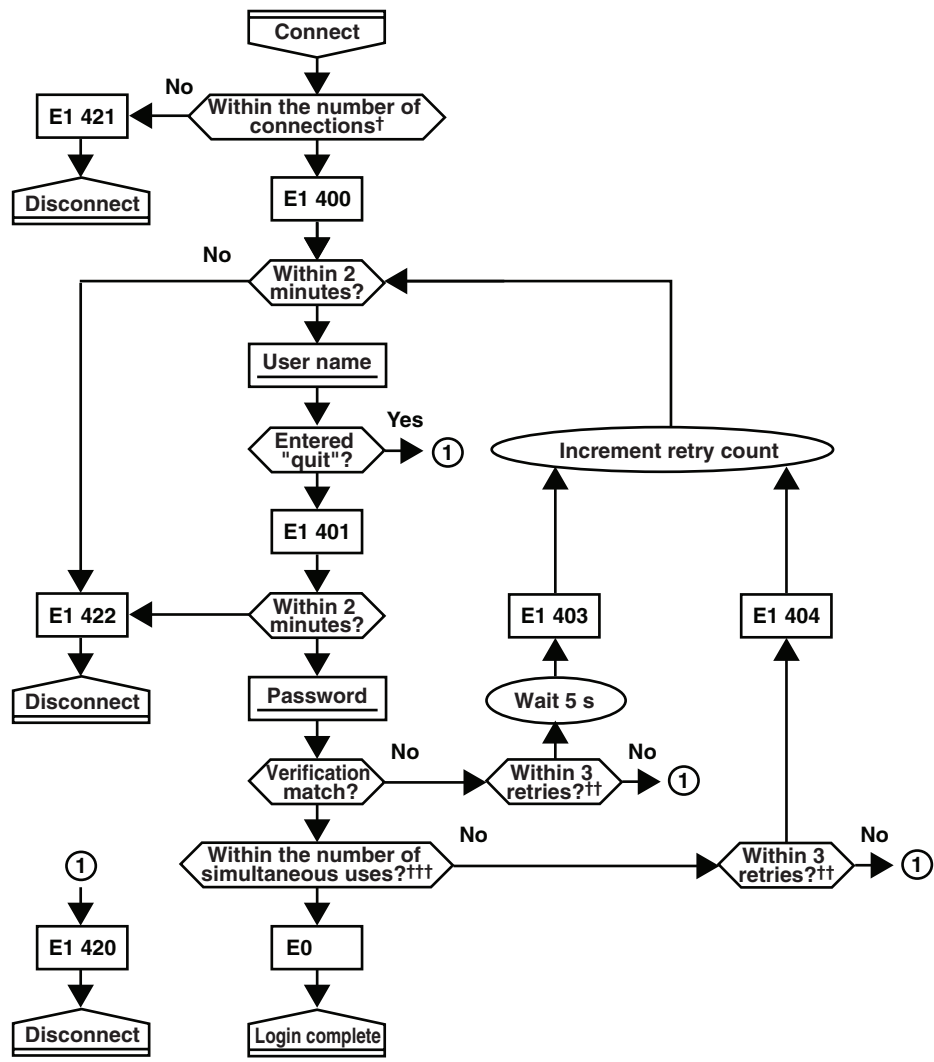 Connect
No
Within the number of
connections†
E1 421
Disconnect
E1 400
No
Within 2
minutes?
User name
Yes
Entered
"quit"?
1
Increment retry count
E1 401
E1 422
Within 2
minutes?
E1 403
E1 404
Disconnect
Password
Wait 5 s
No
No
Verification
match?
Within 3
retries?††
1
No
No
Within the number of
simultaneous uses?†††
Within 3
retries?††
1
1
E1 420
E0
Disconnect
Login complete